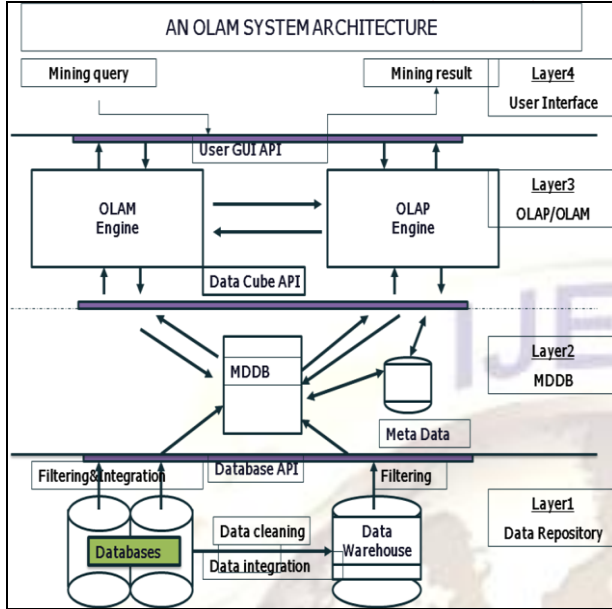 AN OLAM SYSTEM ARCHITECTURE
Mining query
Mining result
Layer4
User Interface
User GUI API
OLAM
Engine
OLAP
Engine
Layer3
OLAP/OLAM
Data Cube API
MDDB
Meta Data
Layer2
MDDB
IJE
Filtering&Integration
Database API
Filtering
Data cleaning
Data integration
Databases
Data
Warehouse
Layer1
Data Repository